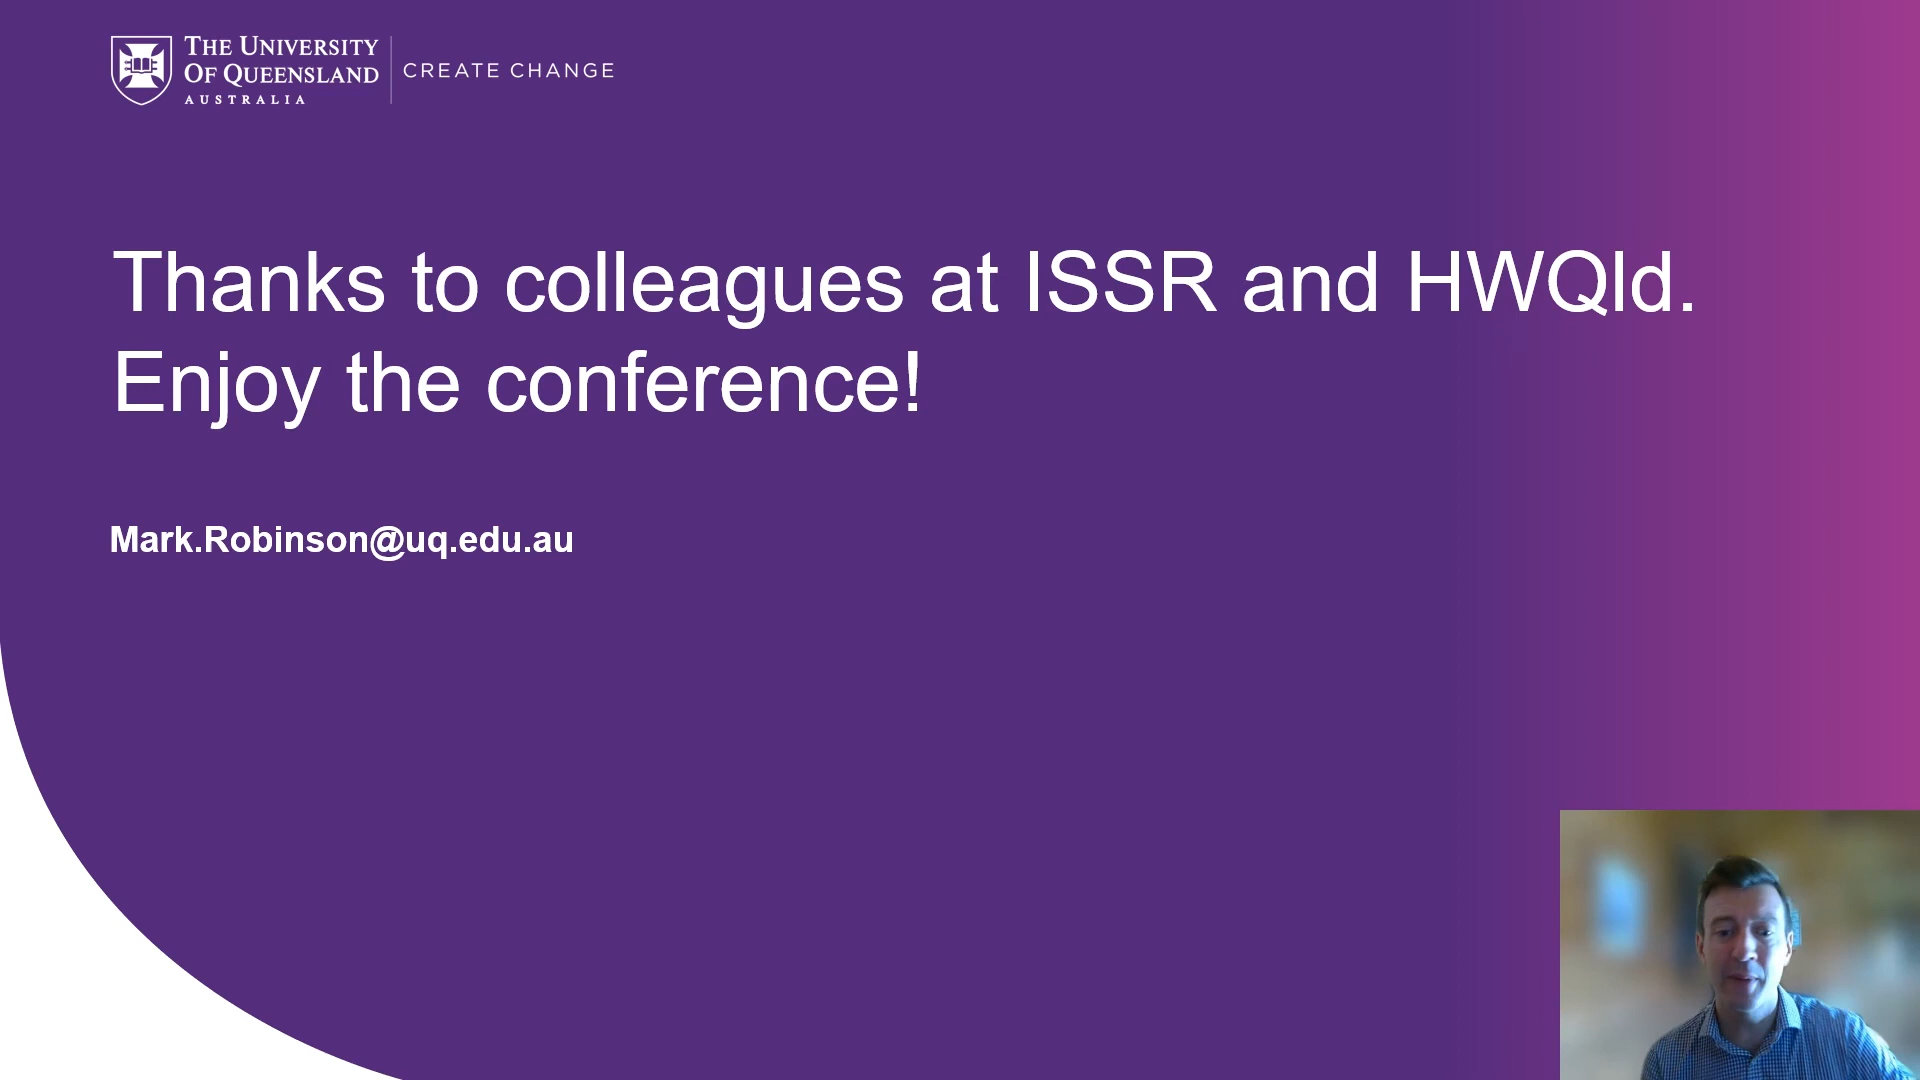 THE UNIVERSITY
OF QUEENSLAND
AUSTRALIA
CREATE CHANGE
Thanks to colleagues at ISSR and HWQld.
Enjoy the conference!
Mark.Robinson@uq.edu.au